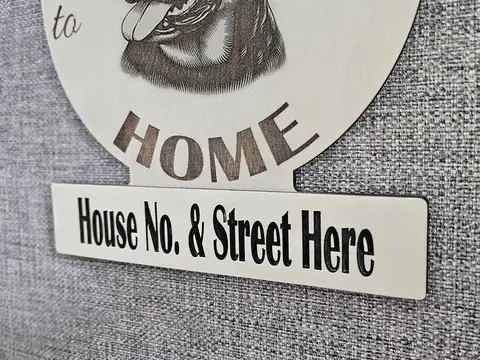 to
HOME
House No. & Street Here